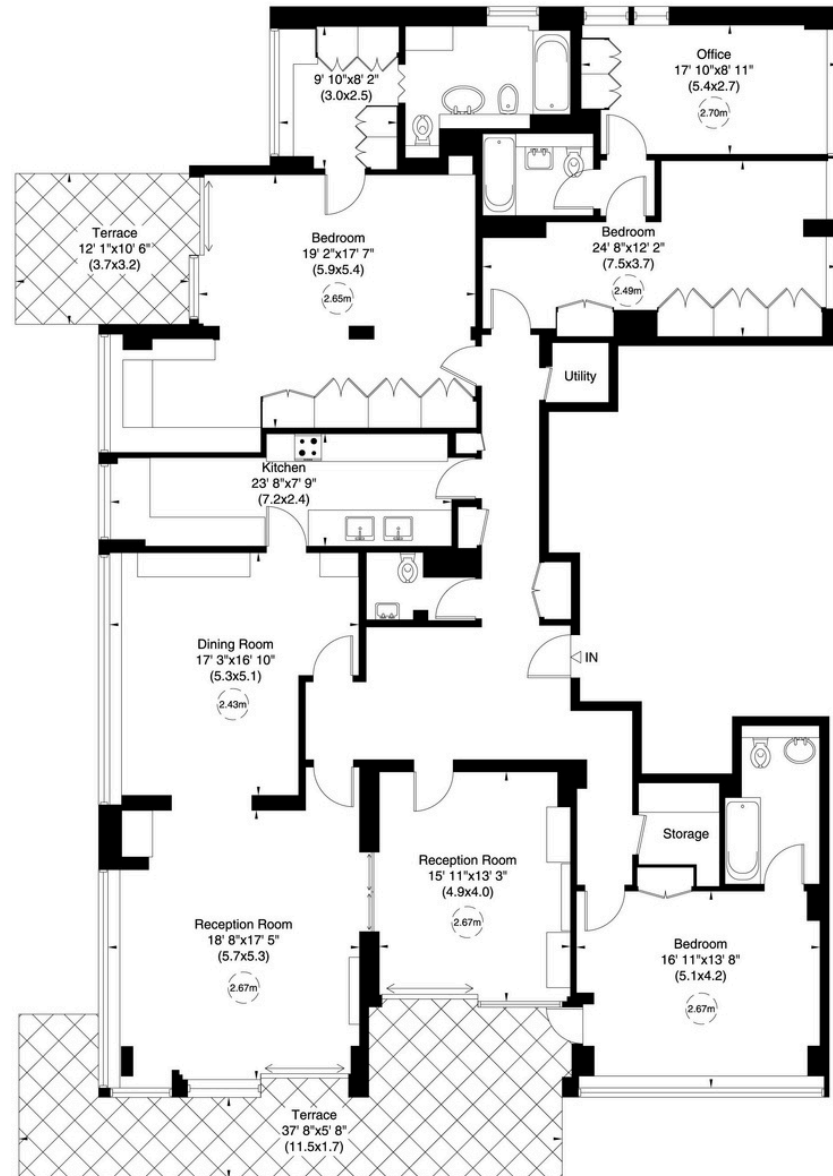 9' 10"x8' 2"
(3.0x2.5)
Office
17' 10"x8' 11"
(5.4x2.7)
2.70m
Terrace
12' 1"x10' 6"
(3.7x3.2)
Bedroom
19' 2"x17' 7"
(5.9x5.4)
2.65m
Bedroom
24' 8"x12' 2"
(7.5x3.7)
2.49m
Utility
Kitchen
23' 8"x7' 9"
(7.2x2.4)
Dining Room
17' 3"x16' 10"
(5.3x5.1)
2.43m
IN
Storage
Reception Room
15' 11"x13' 3"
(4.9x4.0)
2.67m
Reception Room
18' 8"x17' 5"
(5.7x5.3)
2.67m
Bedroom
16' 11"x13' 8"
(5.1x4.2)
2.67m
Terrace
37' 8"x5' 8"
(11.5x1.7)